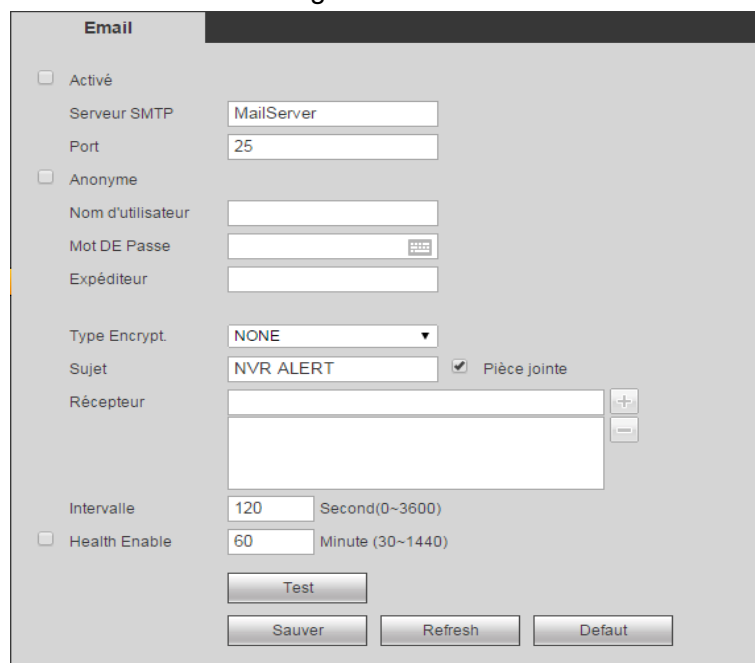 Email
Activé
Serveur SMTP MailServer
Port 25
Anonyme
Nom d'utilisateur
Mot DE Passe
Expéditeur
Type Encrypt. NONE
Sujet NVR ALERT Pièce jointe
Récepteur
Intervalle 120 Second(0~3600)
Health Enable 60 Minute (30~1440)
Test
Sauver Refresh Defaut